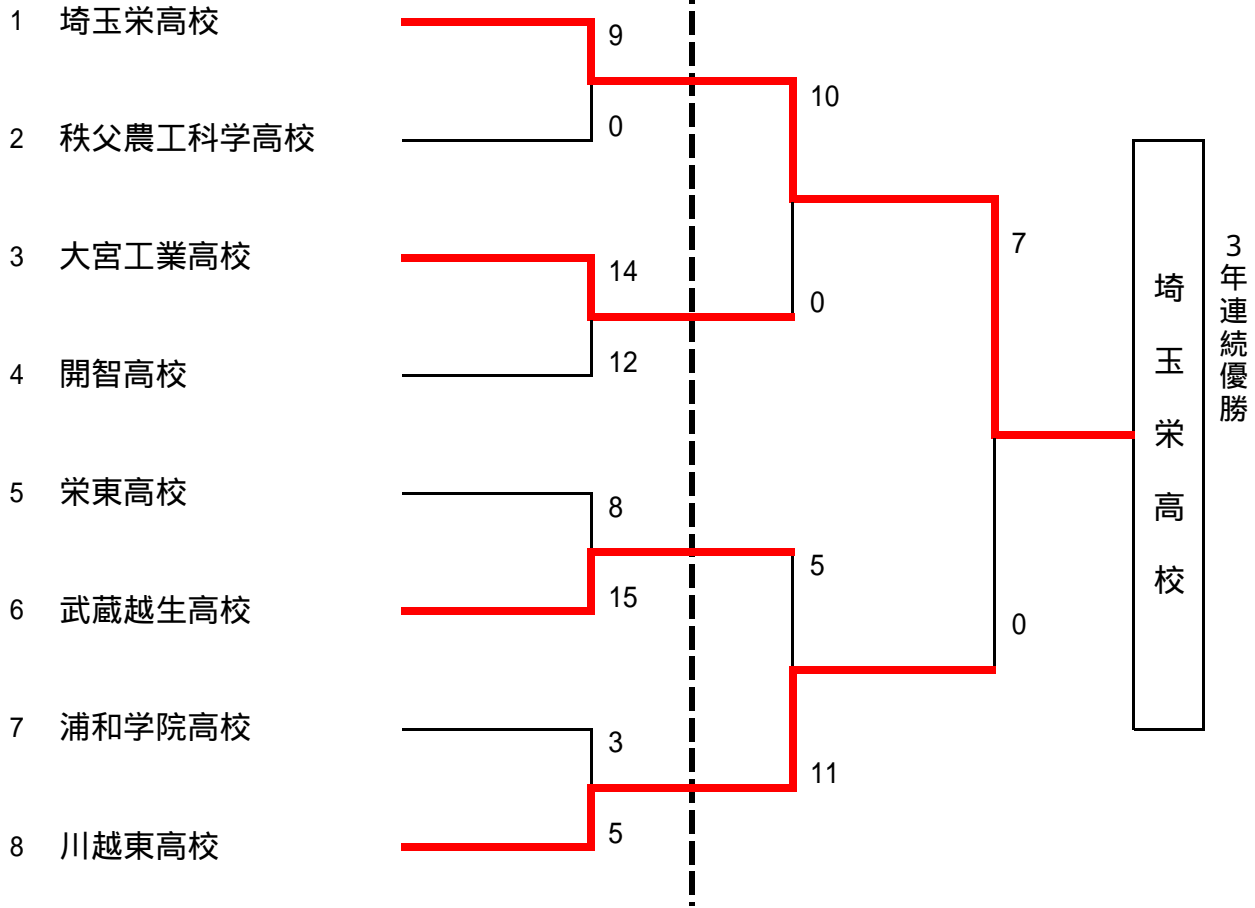 1 埼玉栄高校
9
10
0
2 秩父農工科学高校
7
3 大宮工業高校
14
0
12
4 開智高校
5 栄東高校
8
5
15
6 武蔵越生高校
0
7 浦和学院高校
3
11
5
8 川越東高校
埼玉栄高校
3年連続優勝